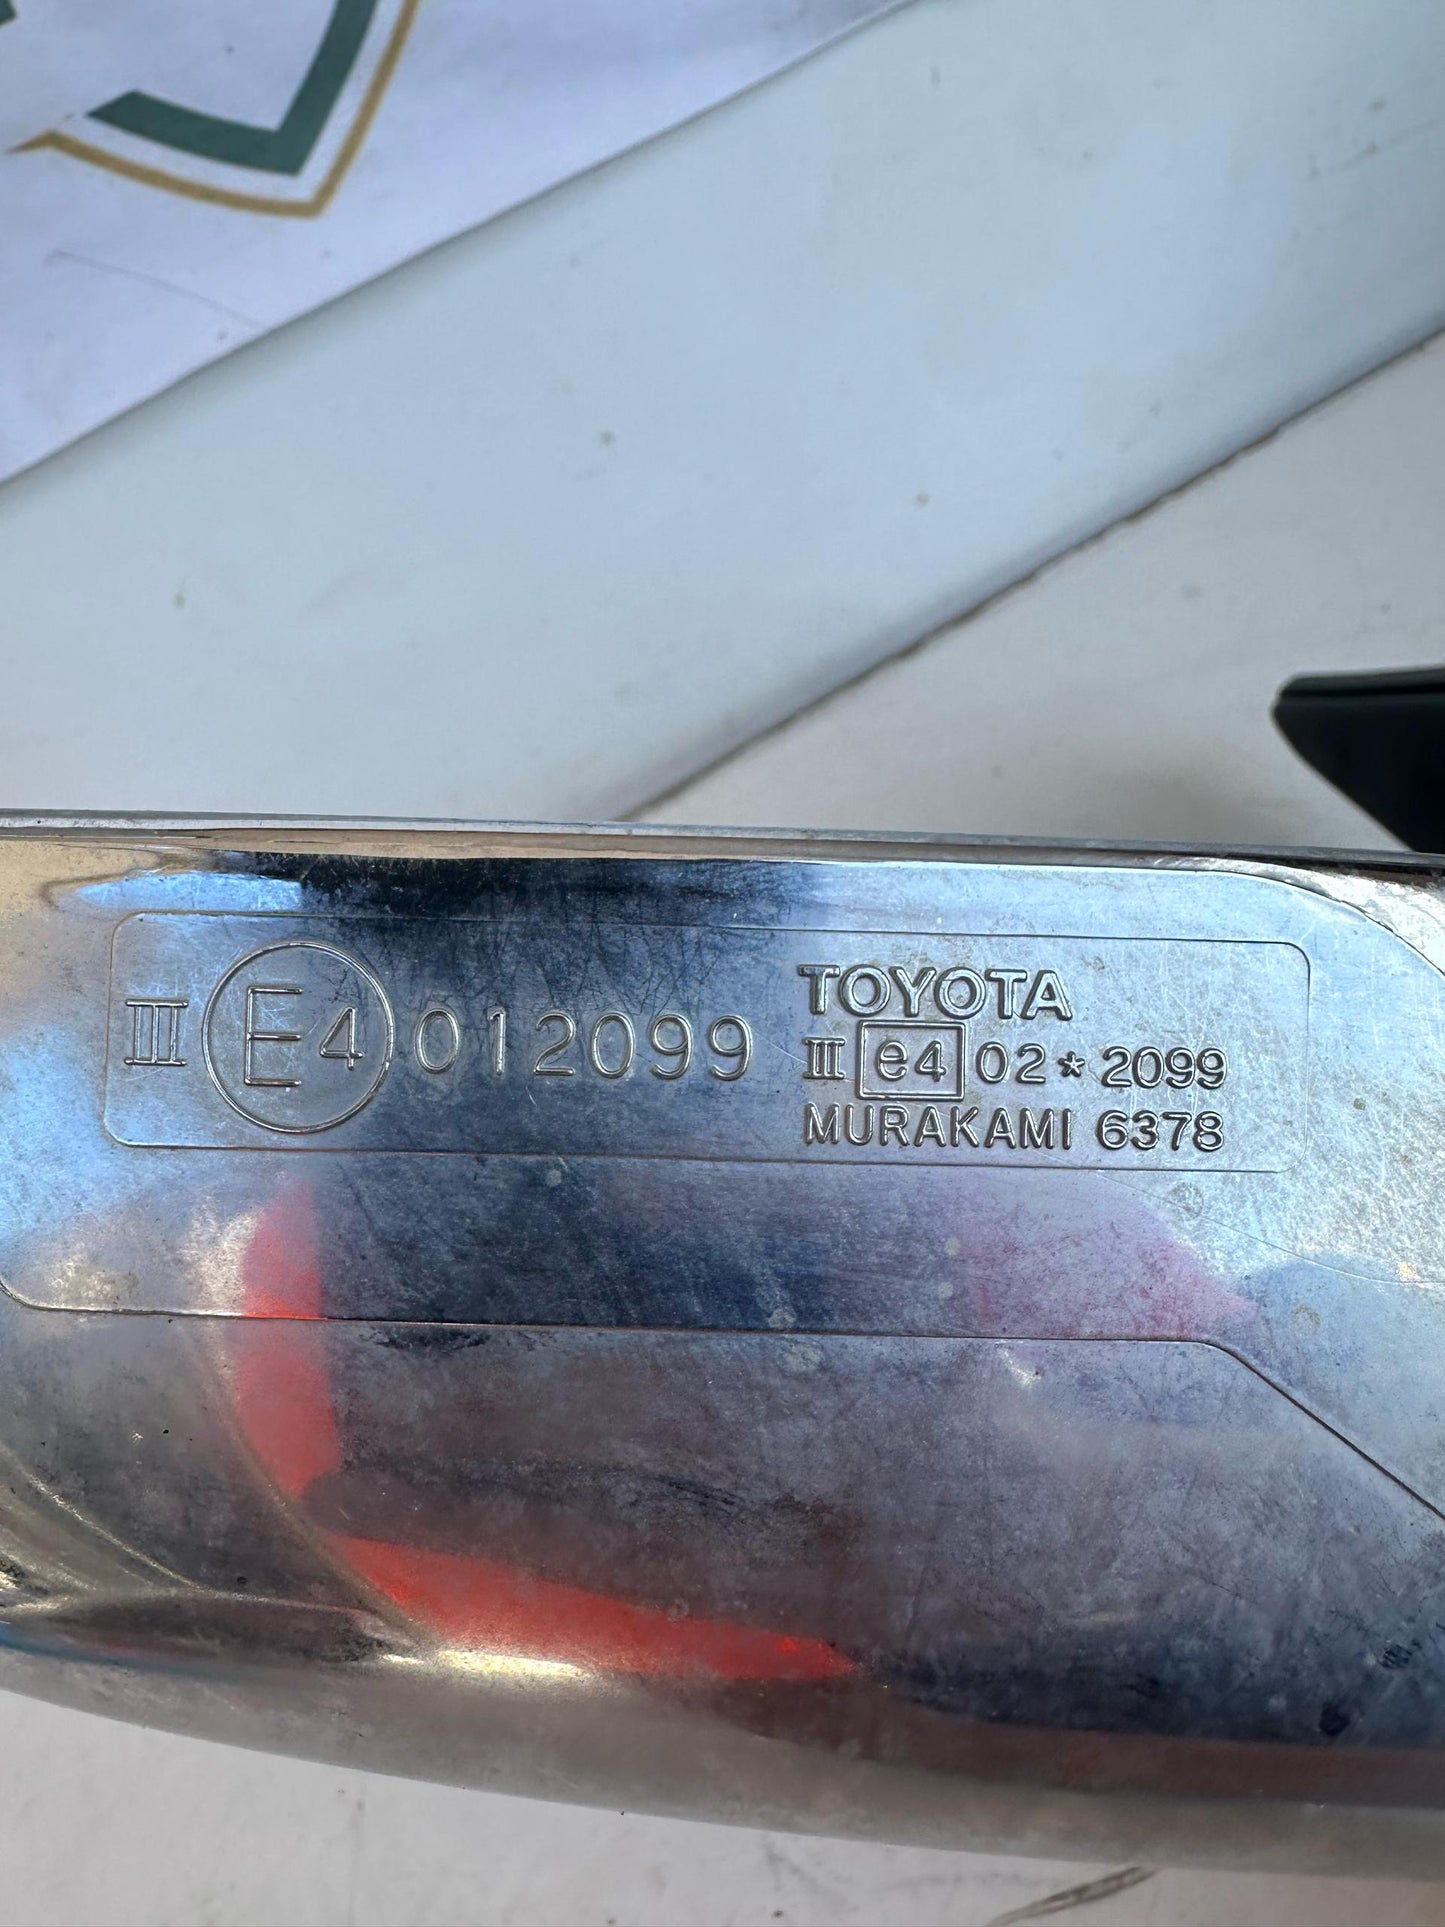 III E4 012099
TOYOTA
III e4 02*2099
MURAKAMI 6378